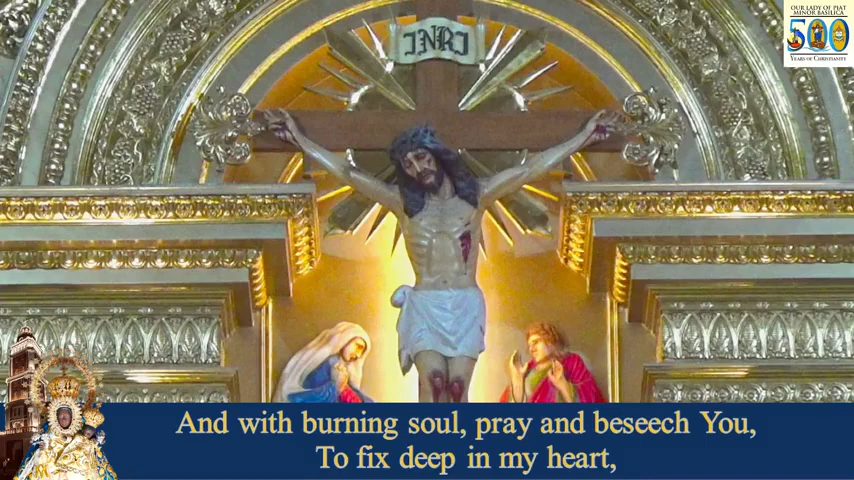 OUR LADY OF PIAT
MINOR BASILICA
500
YEARS OF CHRISTIANITY
INRI
And with burning soul, pray and beseech You,
To fix deep in my heart,